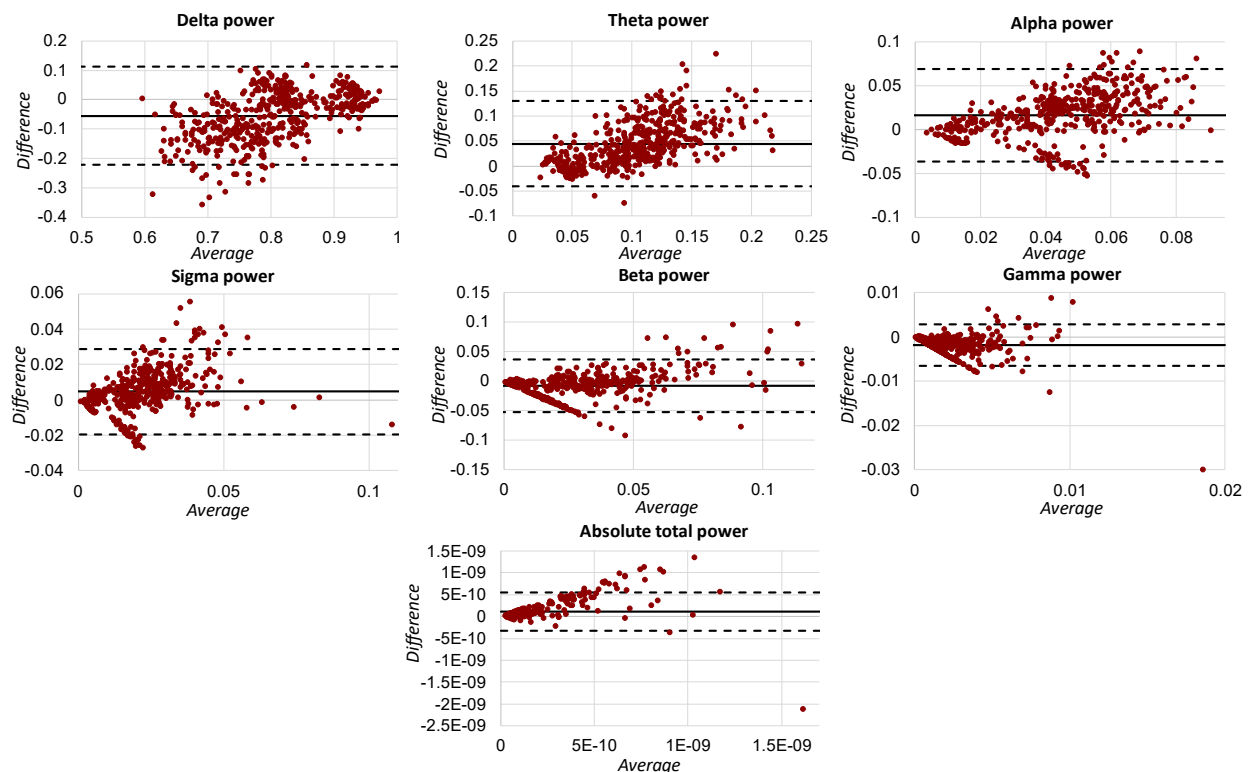 Delta power
0.2
0.1
0
-0.1
-0.2
-0.3
-0.4
0.5 0.6 0.7 0.8 0.9 1
Difference
Average
Theta power
0.25
0.2
0.15
0.1
0.05
0
-0.05
-0.1
0 0.05 0.1 0.15 0.2 0.25
Difference
Average
Alpha power
0.1
0.05
0
-0.05
-0.1
0 0.02 0.04 0.06 0.08
Difference
Average
Sigma power
0.06
0.04
0.02
0
-0.02
-0.04
0 0.05 0.1
Difference
Average
Beta power
0.15
0.1
0.05
0
-0.05
-0.1
-0.15
0 0.05 0.1
Difference
Average
Gamma power
0.01
0.00
-0.01
-0.02
-0.03
0 0.01 0.02
Difference
Average
Absolute total power
1.5E-09
1E-09
5E-10
0
-5E-10
-1E-09
-1.5E-09
-2E-09
-2.5E-09
0 5E-10 1E-09 1.5E-09
Difference
Average